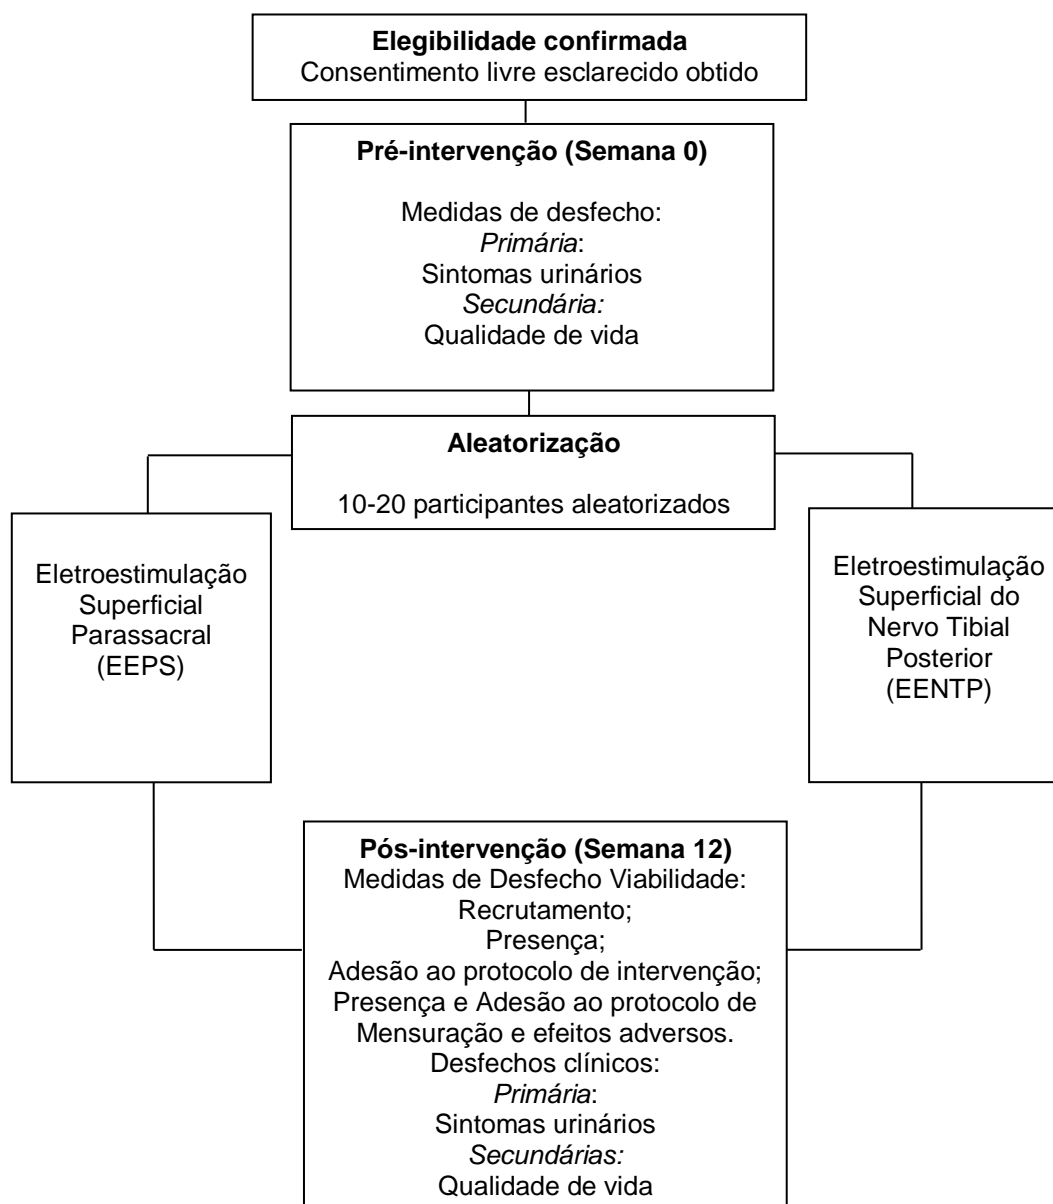 Elegibilidade confirmada
Consentimento livre esclarecido obtido
Pré-intervenção (Semana 0)
Medidas de desfecho:
Primária:
Sintomas urinários
Secundária:
Qualidade de vida
Aleatorização
10-20 participantes aleatorizados
Eletroestimulação
Superficial
Parassacral
(EEPS)
Eletroestimulação
Superficial do
Nervo Tibial
Posterior
(EENTP)
Pós-intervenção (Semana 12)
Medidas de Desfecho Viabilidade:
Recrutamento;
Presença;
Adesão ao protocolo de intervenção;
Presença e Adesão ao protocolo de
Mensuração e efeitos adversos.
Desfechos clínicos:
Primária:
Sintomas urinários
Secundárias:
Qualidade de vida